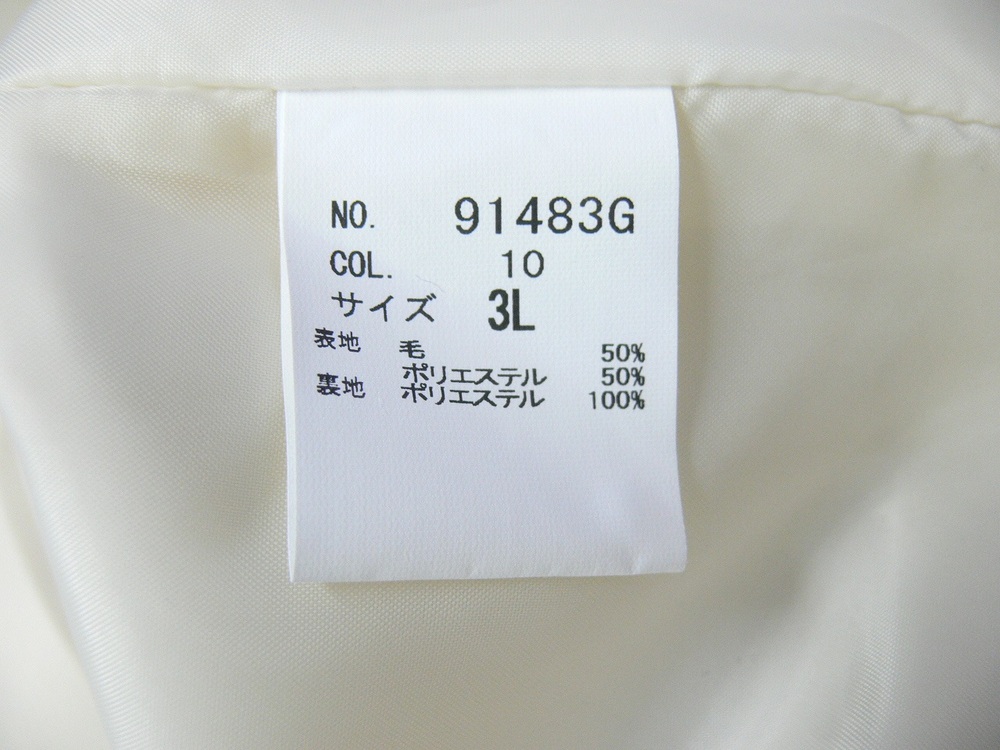 NO. 91483G
COL. 10
サイズ 3L
表地 毛 50%
ポリエステル 50%
裏地 ポリエステル 100%